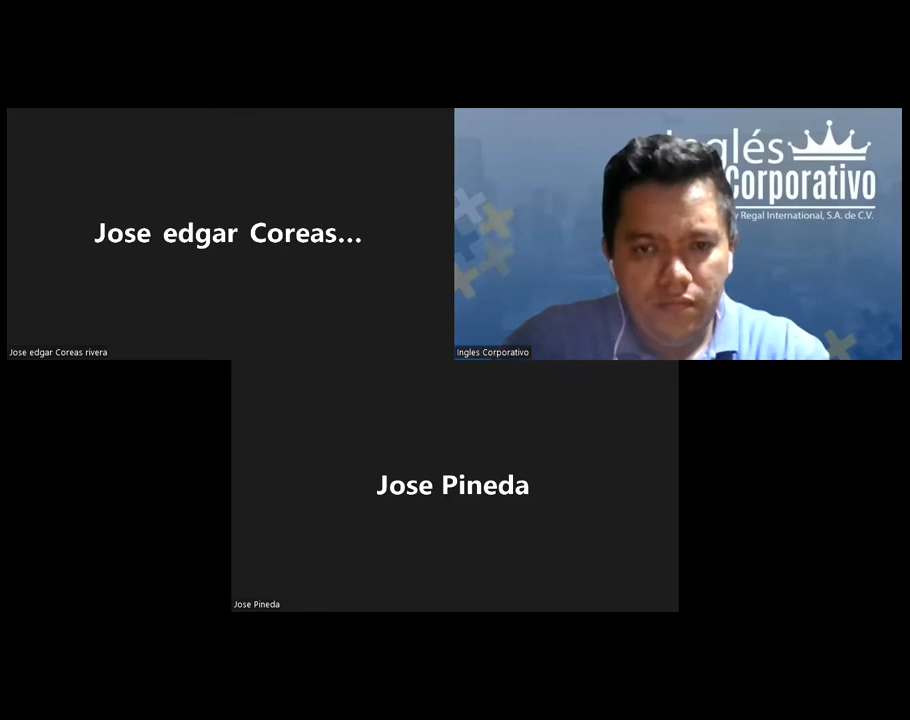 Jose edgar Coreas...
Jose edgar Coreas rivera
Inglés
Corporativo
y Regal International, S.A. de C.V.
Ingles Corporativo
Jose Pineda
Jose Pineda